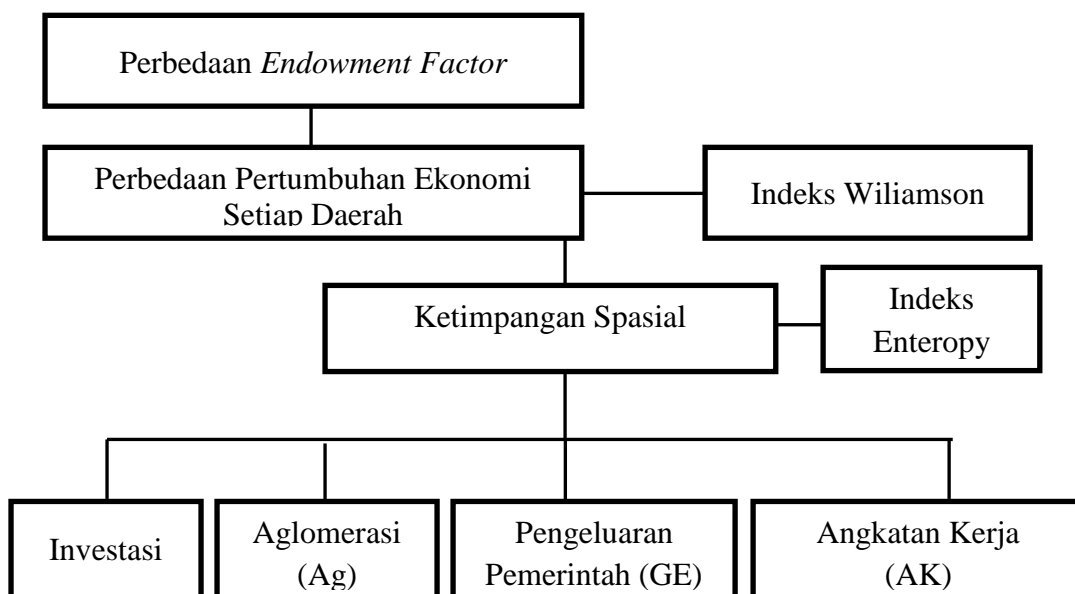 Perbedaan Endowment Factor
Perbedaan Pertumbuhan Ekonomi
Setiap Daerah
Indeks Wiliamson
Ketimpangan Spasial
Indeks
Enteropy
Investasi
Aglomerasi
(Ag)
Pengeluaran
Pemerintah (GE)
Angkatan Kerja
(AK)